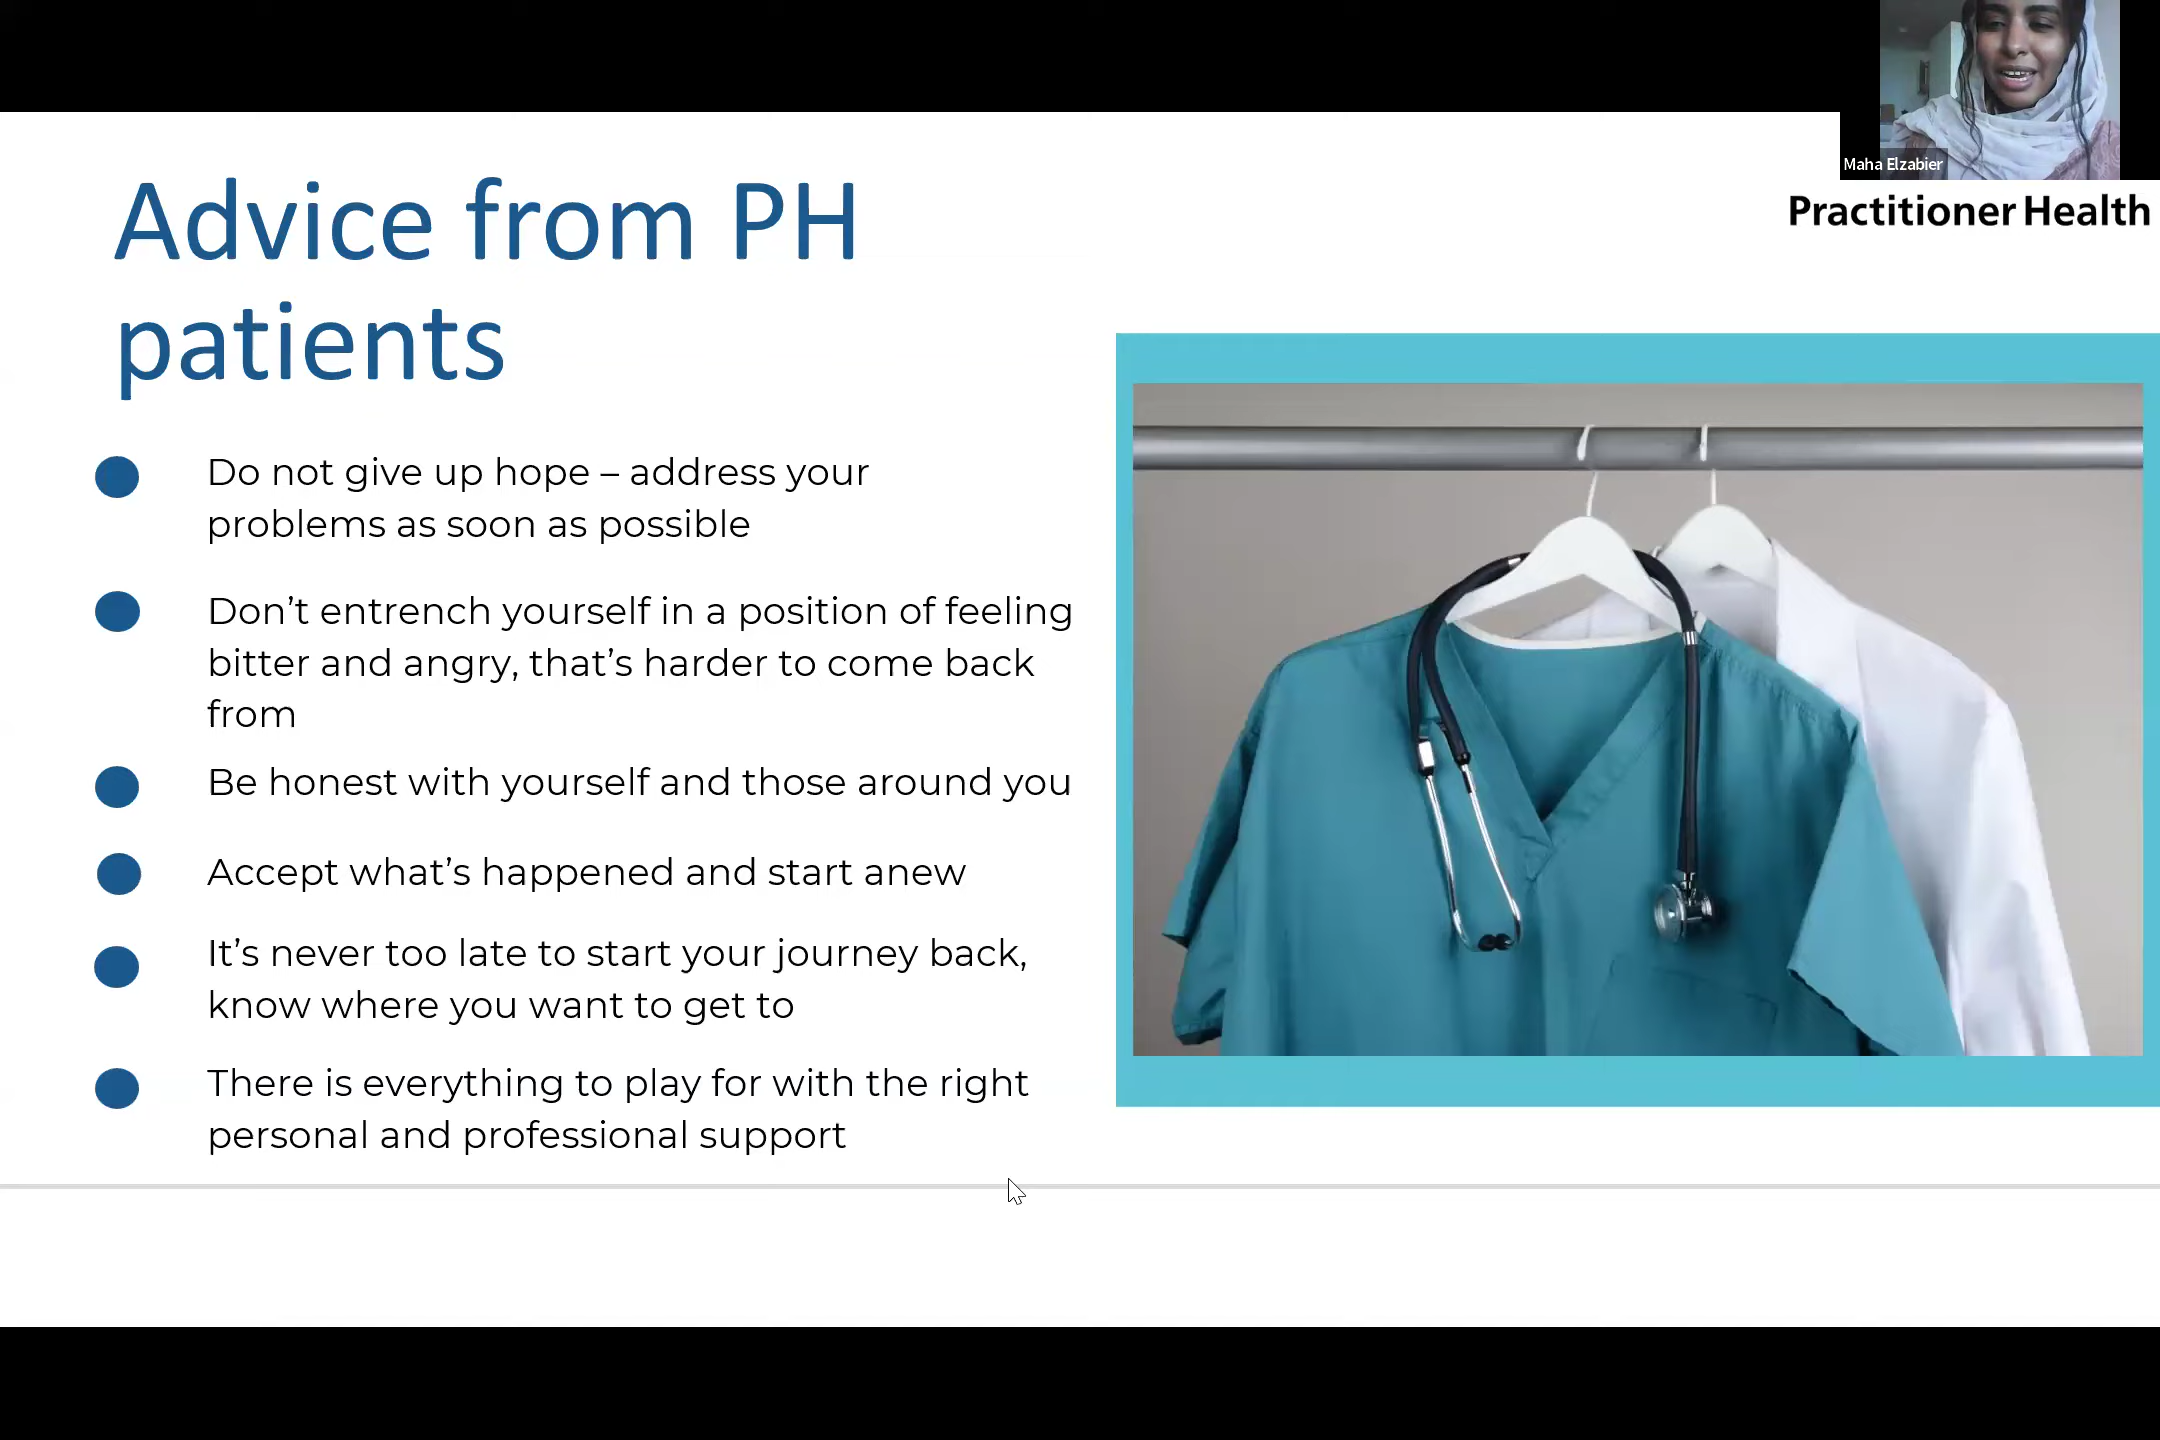 Maha Elzabier
Practitioner Health
Advice from PH
patients
Do not give up hope – address your
problems as soon as possible
Don’t entrench yourself in a position of feeling
bitter and angry, that’s harder to come back
from
Be honest with yourself and those around you
Accept what’s happened and start anew
It’s never too late to start your journey back,
know where you want to get to
There is everything to play for with the right
personal and professional support